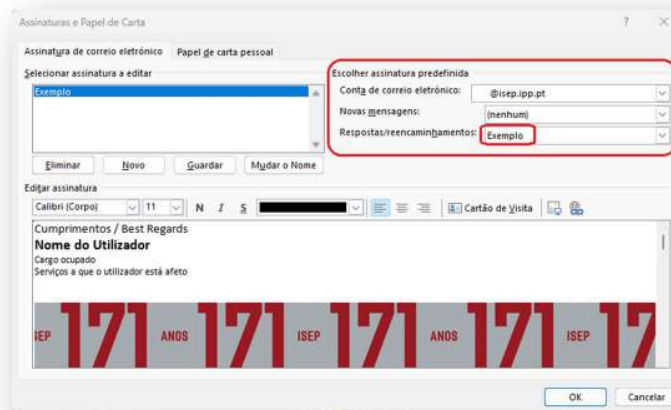 Assinaturas e Papel de Carta
Assinatura de correio eletrónico Papel de carta pessoal
Selecionar assinatura a editar
Exemplo
Eliminar Novo Guardar Mudar o Nome
Escolher assinatura predefinida
Conta de correio eletrónico: @isep.ipp.pt
Novas mensagens: (nenhum)
Respostas/reencaminhamentos: Exemplo
Editar assinatura
Calibri (Corpo) 11 N I S Cartão de Visita
Cumprimentos / Best Regards
Nome do Utilizador
Cargo ocupado
Serviços a que o utilizador está afeto
ISEP 171 ANOS 171 ISEP 171 ANOS 171 ISEP 17
OK Cancelar